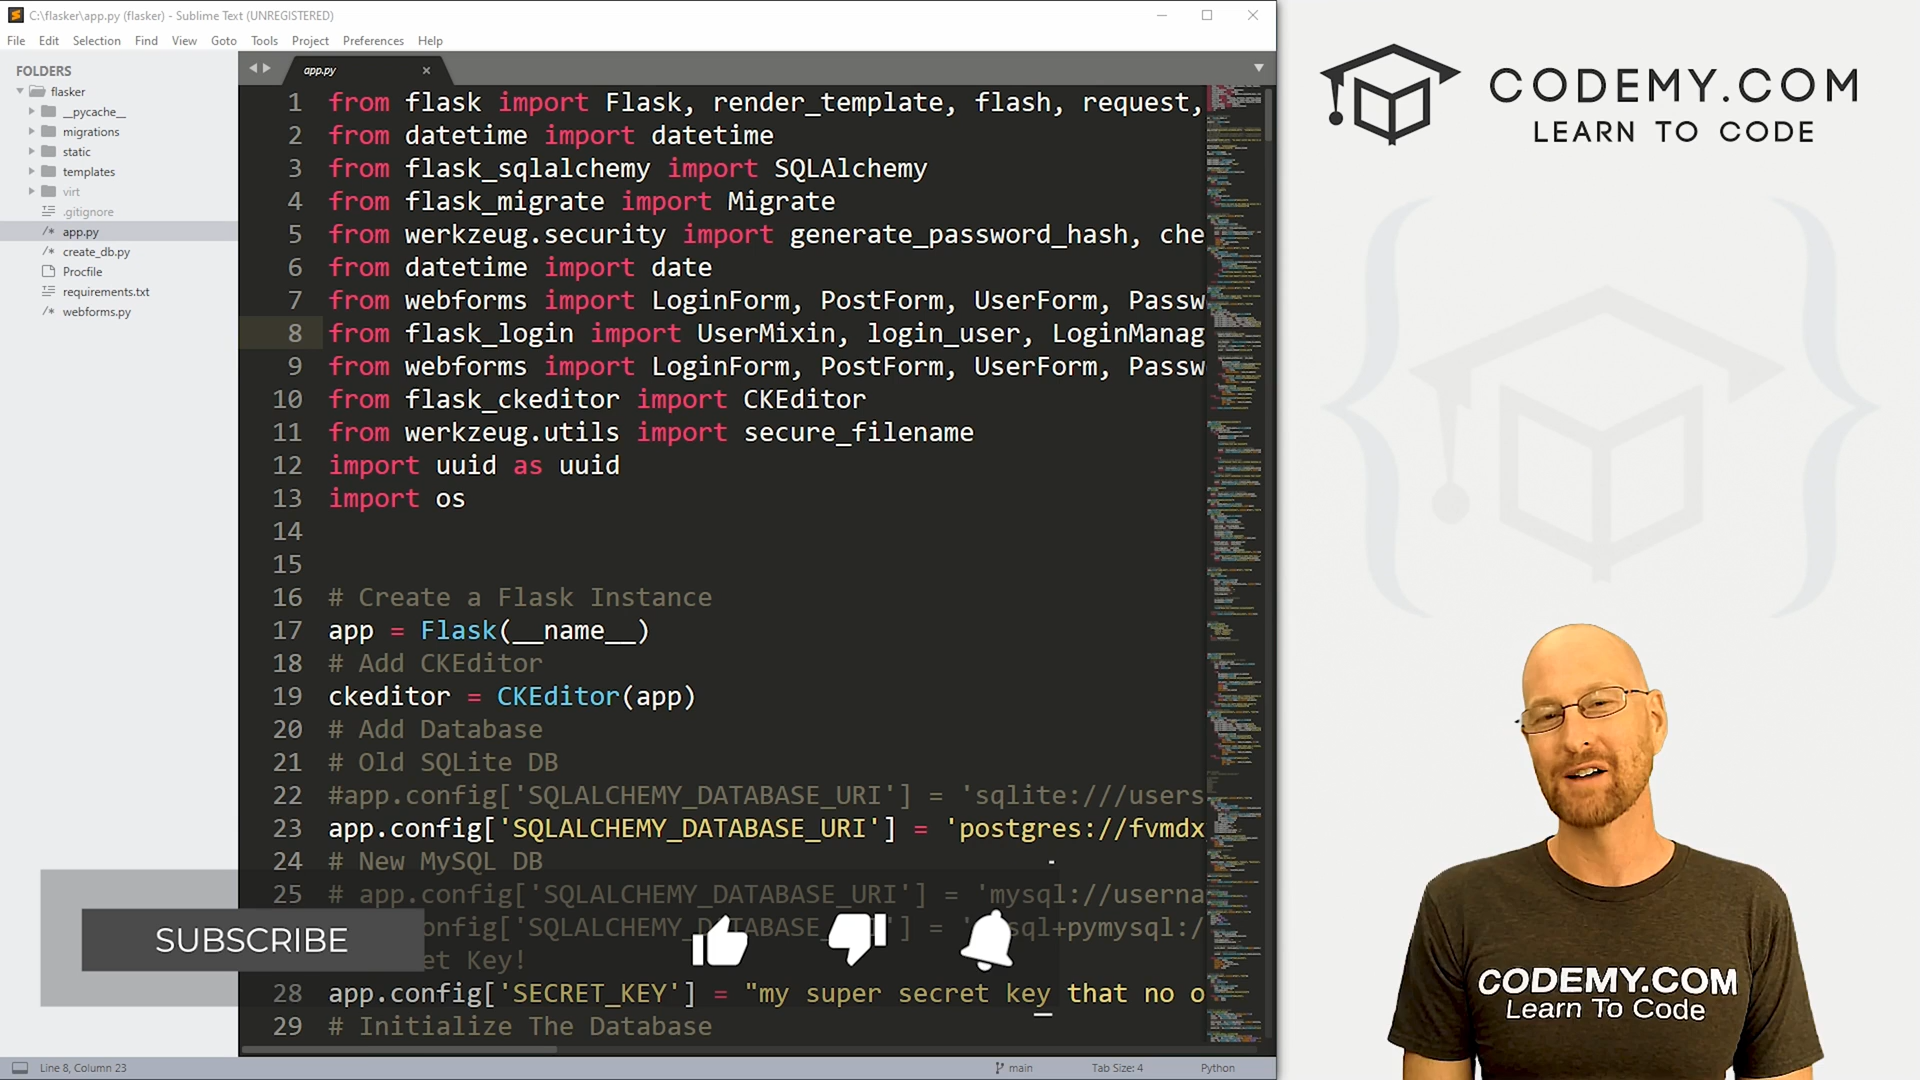 C:\flasker\app.py (flasker) - Sublime Text (UNREGISTERED)
File Edit Selection Find View Goto Tools Project Preferences Help
FOLDERS
flasker
__pycache__
migrations
static
templates
virt
.gitignore
app.py
create_db.py
Procfile
requirements.txt
webforms.py
app.py
1 from flask import Flask, render_template, flash, request,
2 from datetime import datetime
3 from flask_sqlalchemy import SQLAlchemy
4 from flask_migrate import Migrate
5 from werkzeug.security import generate_password_hash, che
6 from datetime import date
7 from webforms import LoginForm, PostForm, UserForm, Passw
8 from flask_login import UserMixin, login_user, LoginManag
9 from webforms import LoginForm, PostForm, UserForm, Passw
10 from flask_ckeditor import CKEditor
11 from werkzeug.utils import secure_filename
12 import uuid as uuid
13 import os
14
15
16 # Create a Flask Instance
17 app = Flask(__name__)
18 # Add CKEditor
19 ckeditor = CKEditor(app)
20 # Add Database
21 # Old SQLite DB
22 #app.config['SQLALCHEMY_DATABASE_URI'] = 'sqlite:///users
23 app.config['SQLALCHEMY_DATABASE_URI'] = 'postgres://fvmdx
24 # New MySQL DB
25 # app.config['SQLALCHEMY_DATABASE_URI'] = 'mysql://userna
nfig['SQLALCHEMY_DATABASE_URI'] = sql+pymysql:/
et Key!
28 app.config['SECRET_KEY'] = "my super secret key that no o
29 # Initialize The Database
SUBSCRIBE
Line 8, Column 23
main
Tab Size: 4
Python
CODEMY.COM
LEARN TO CODE
CODEMY.COM
Learn To Code